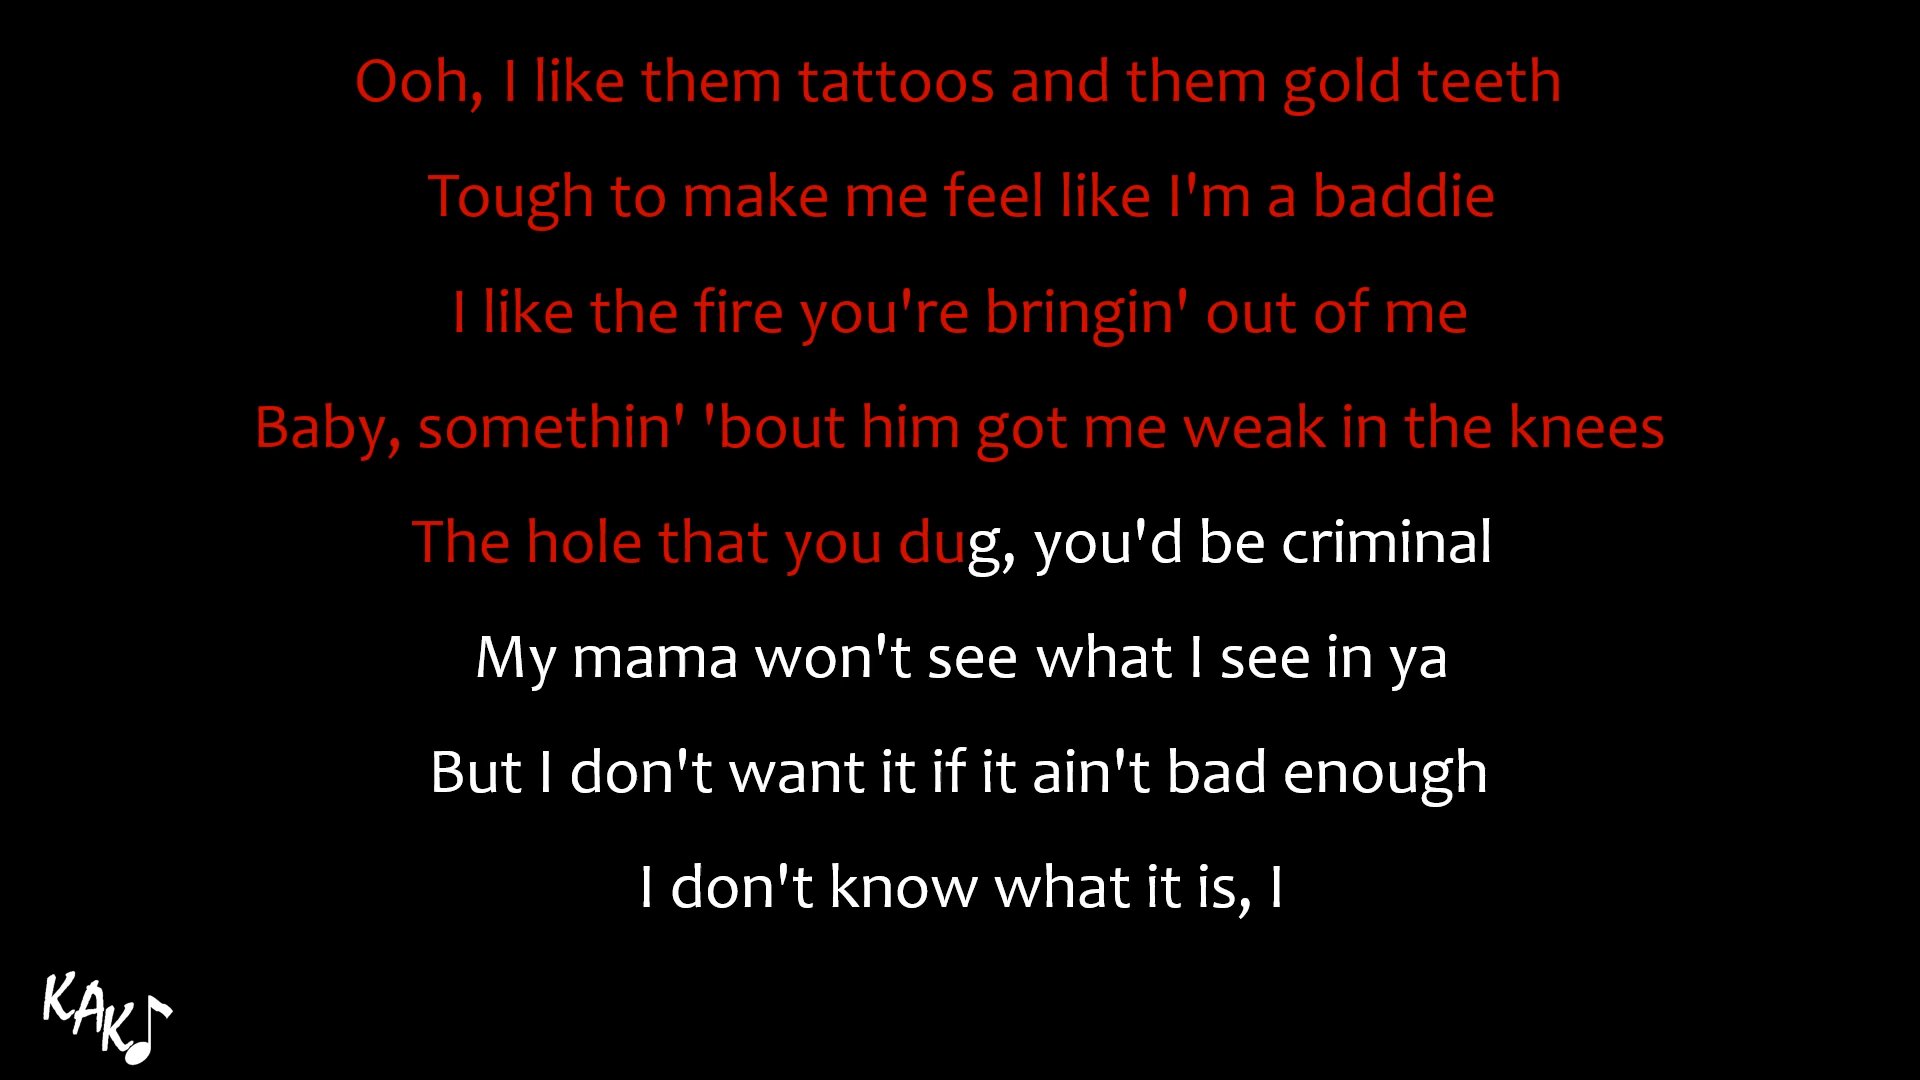 Ooh, I like them tattoos and them gold teeth
Tough to make me feel like I'm a baddie
I like the fire you're bringin' out of me
Baby, somethin' 'bout him got me weak in the knees
The hole that you dug, you'd be criminal
My mama won't see what I see in ya
But I don't want it if it ain't bad enough
I don't know what it is, I
KAK